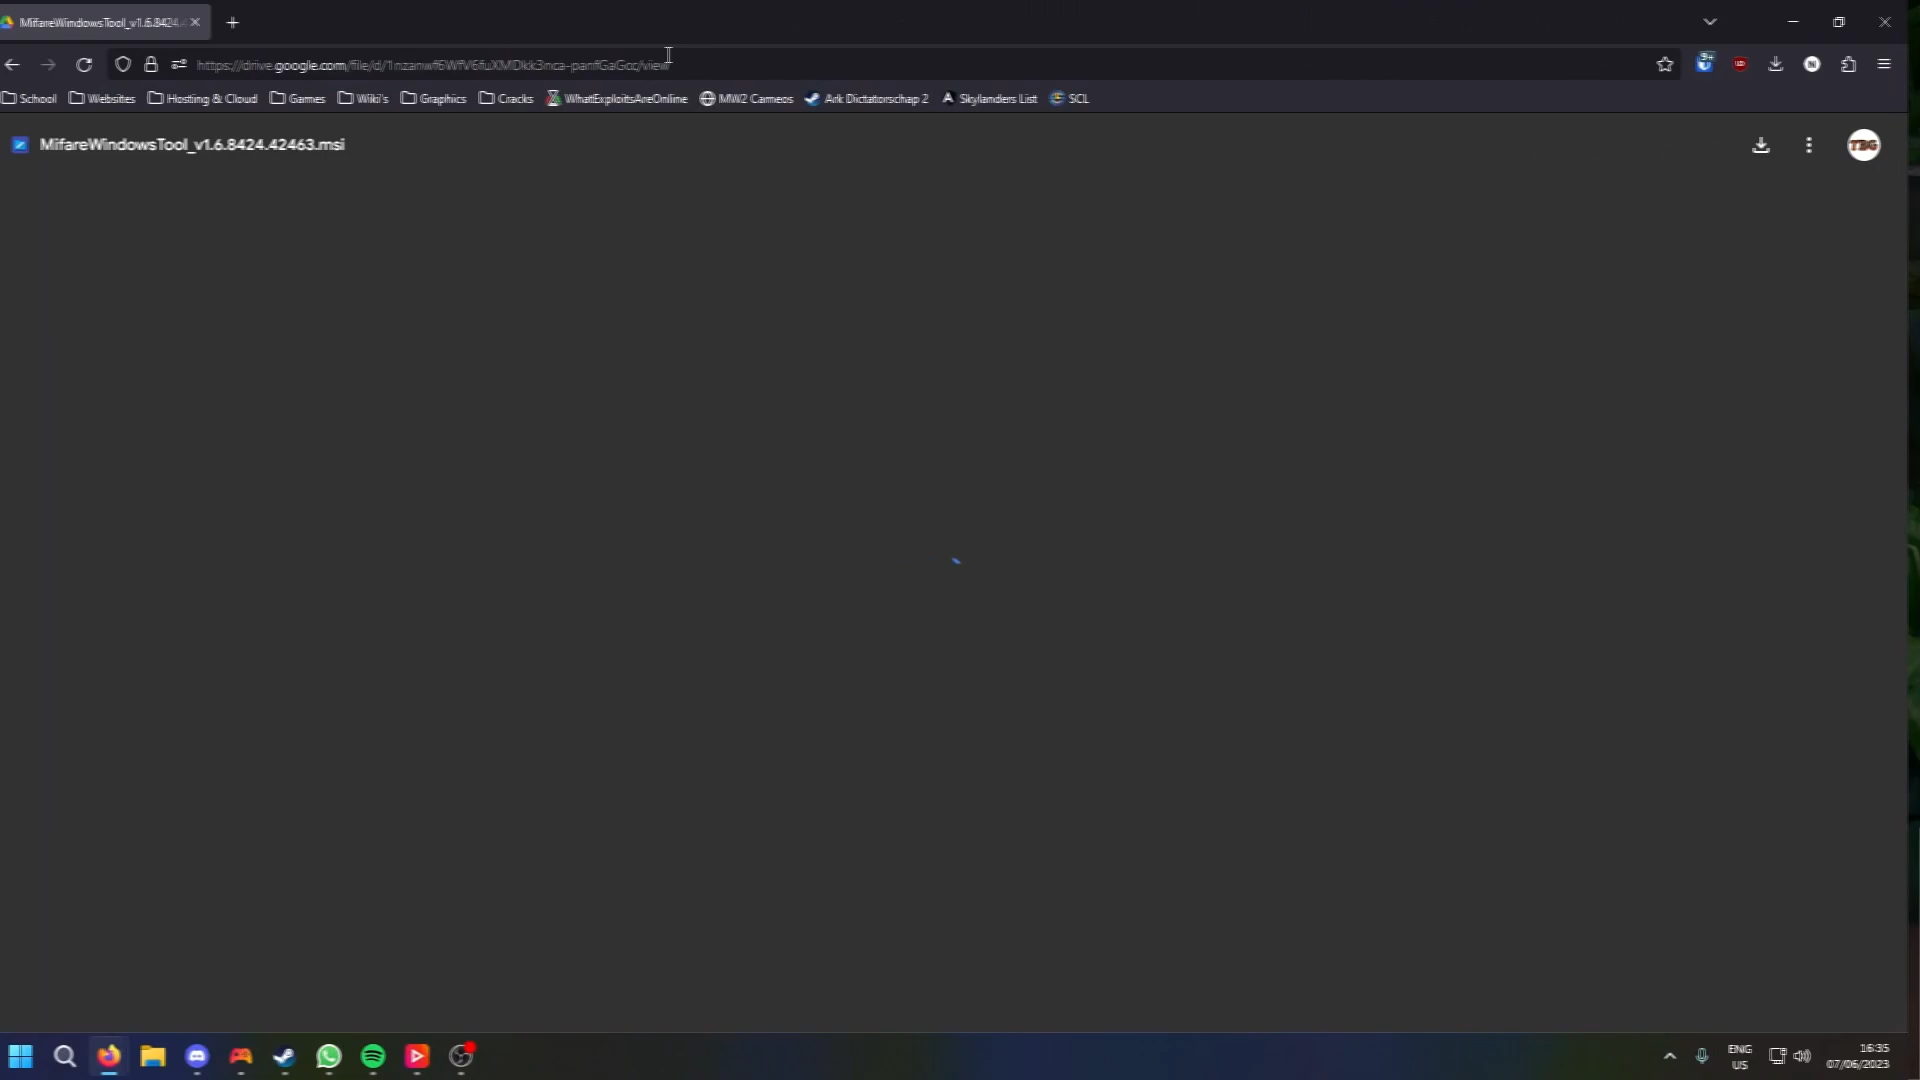 MifareWindowsTool_v1.6.8424.
School Websites Hosting & Cloud Games Wiki's Graphics Cracks WhatExploitsAreOnline MW2 Cameos Ark Dictatorschap 2 Skylanders List SCL
MifareWindowsTool_v1.6.8424.42463.msi
TBG
ENG
US
16:35
07/06/2023